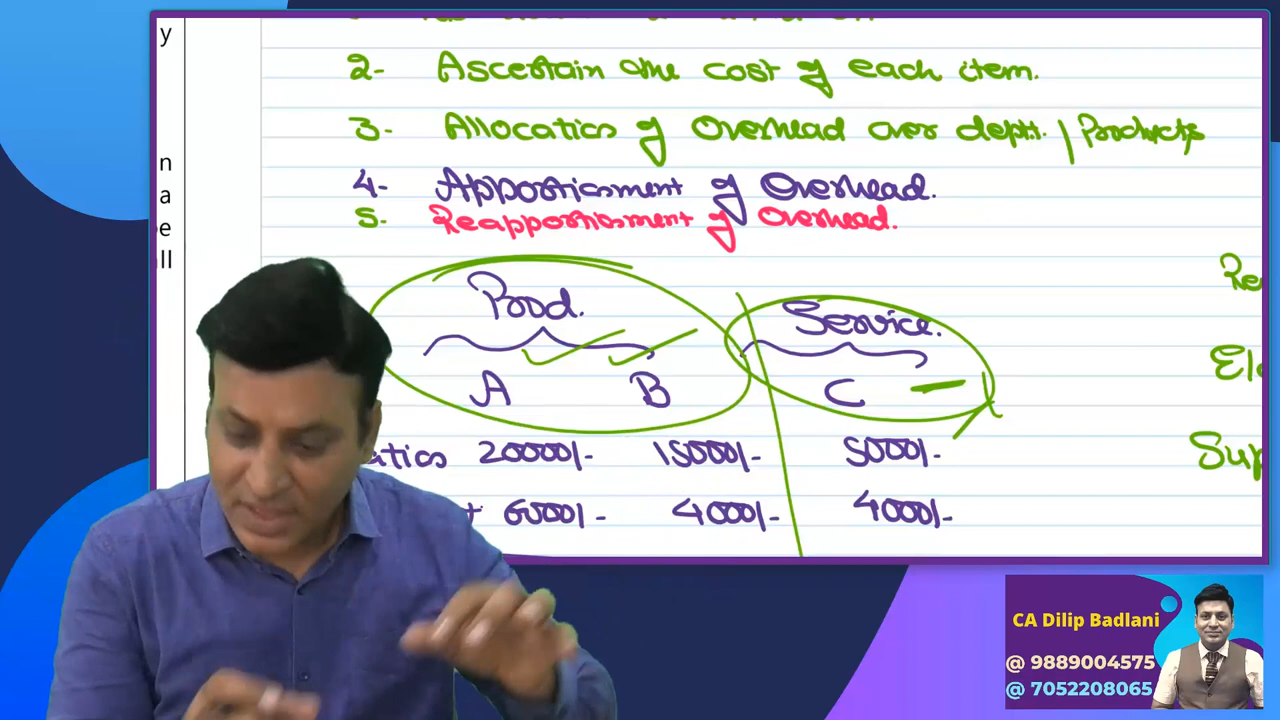 y
2- Ascertain the cost of each item.
3- Allocation of Overhead over deptt. / Products
n
a
4- Apportionment of Overhead.
5- Reapportionment of Overhead.
e
ll
Prod. Service.
A B C
20000/- 15000/- 5000/-
6000/- 4000/- 4000/-
CA Dilip Badlani
@ 9889004575
@ 7052208065